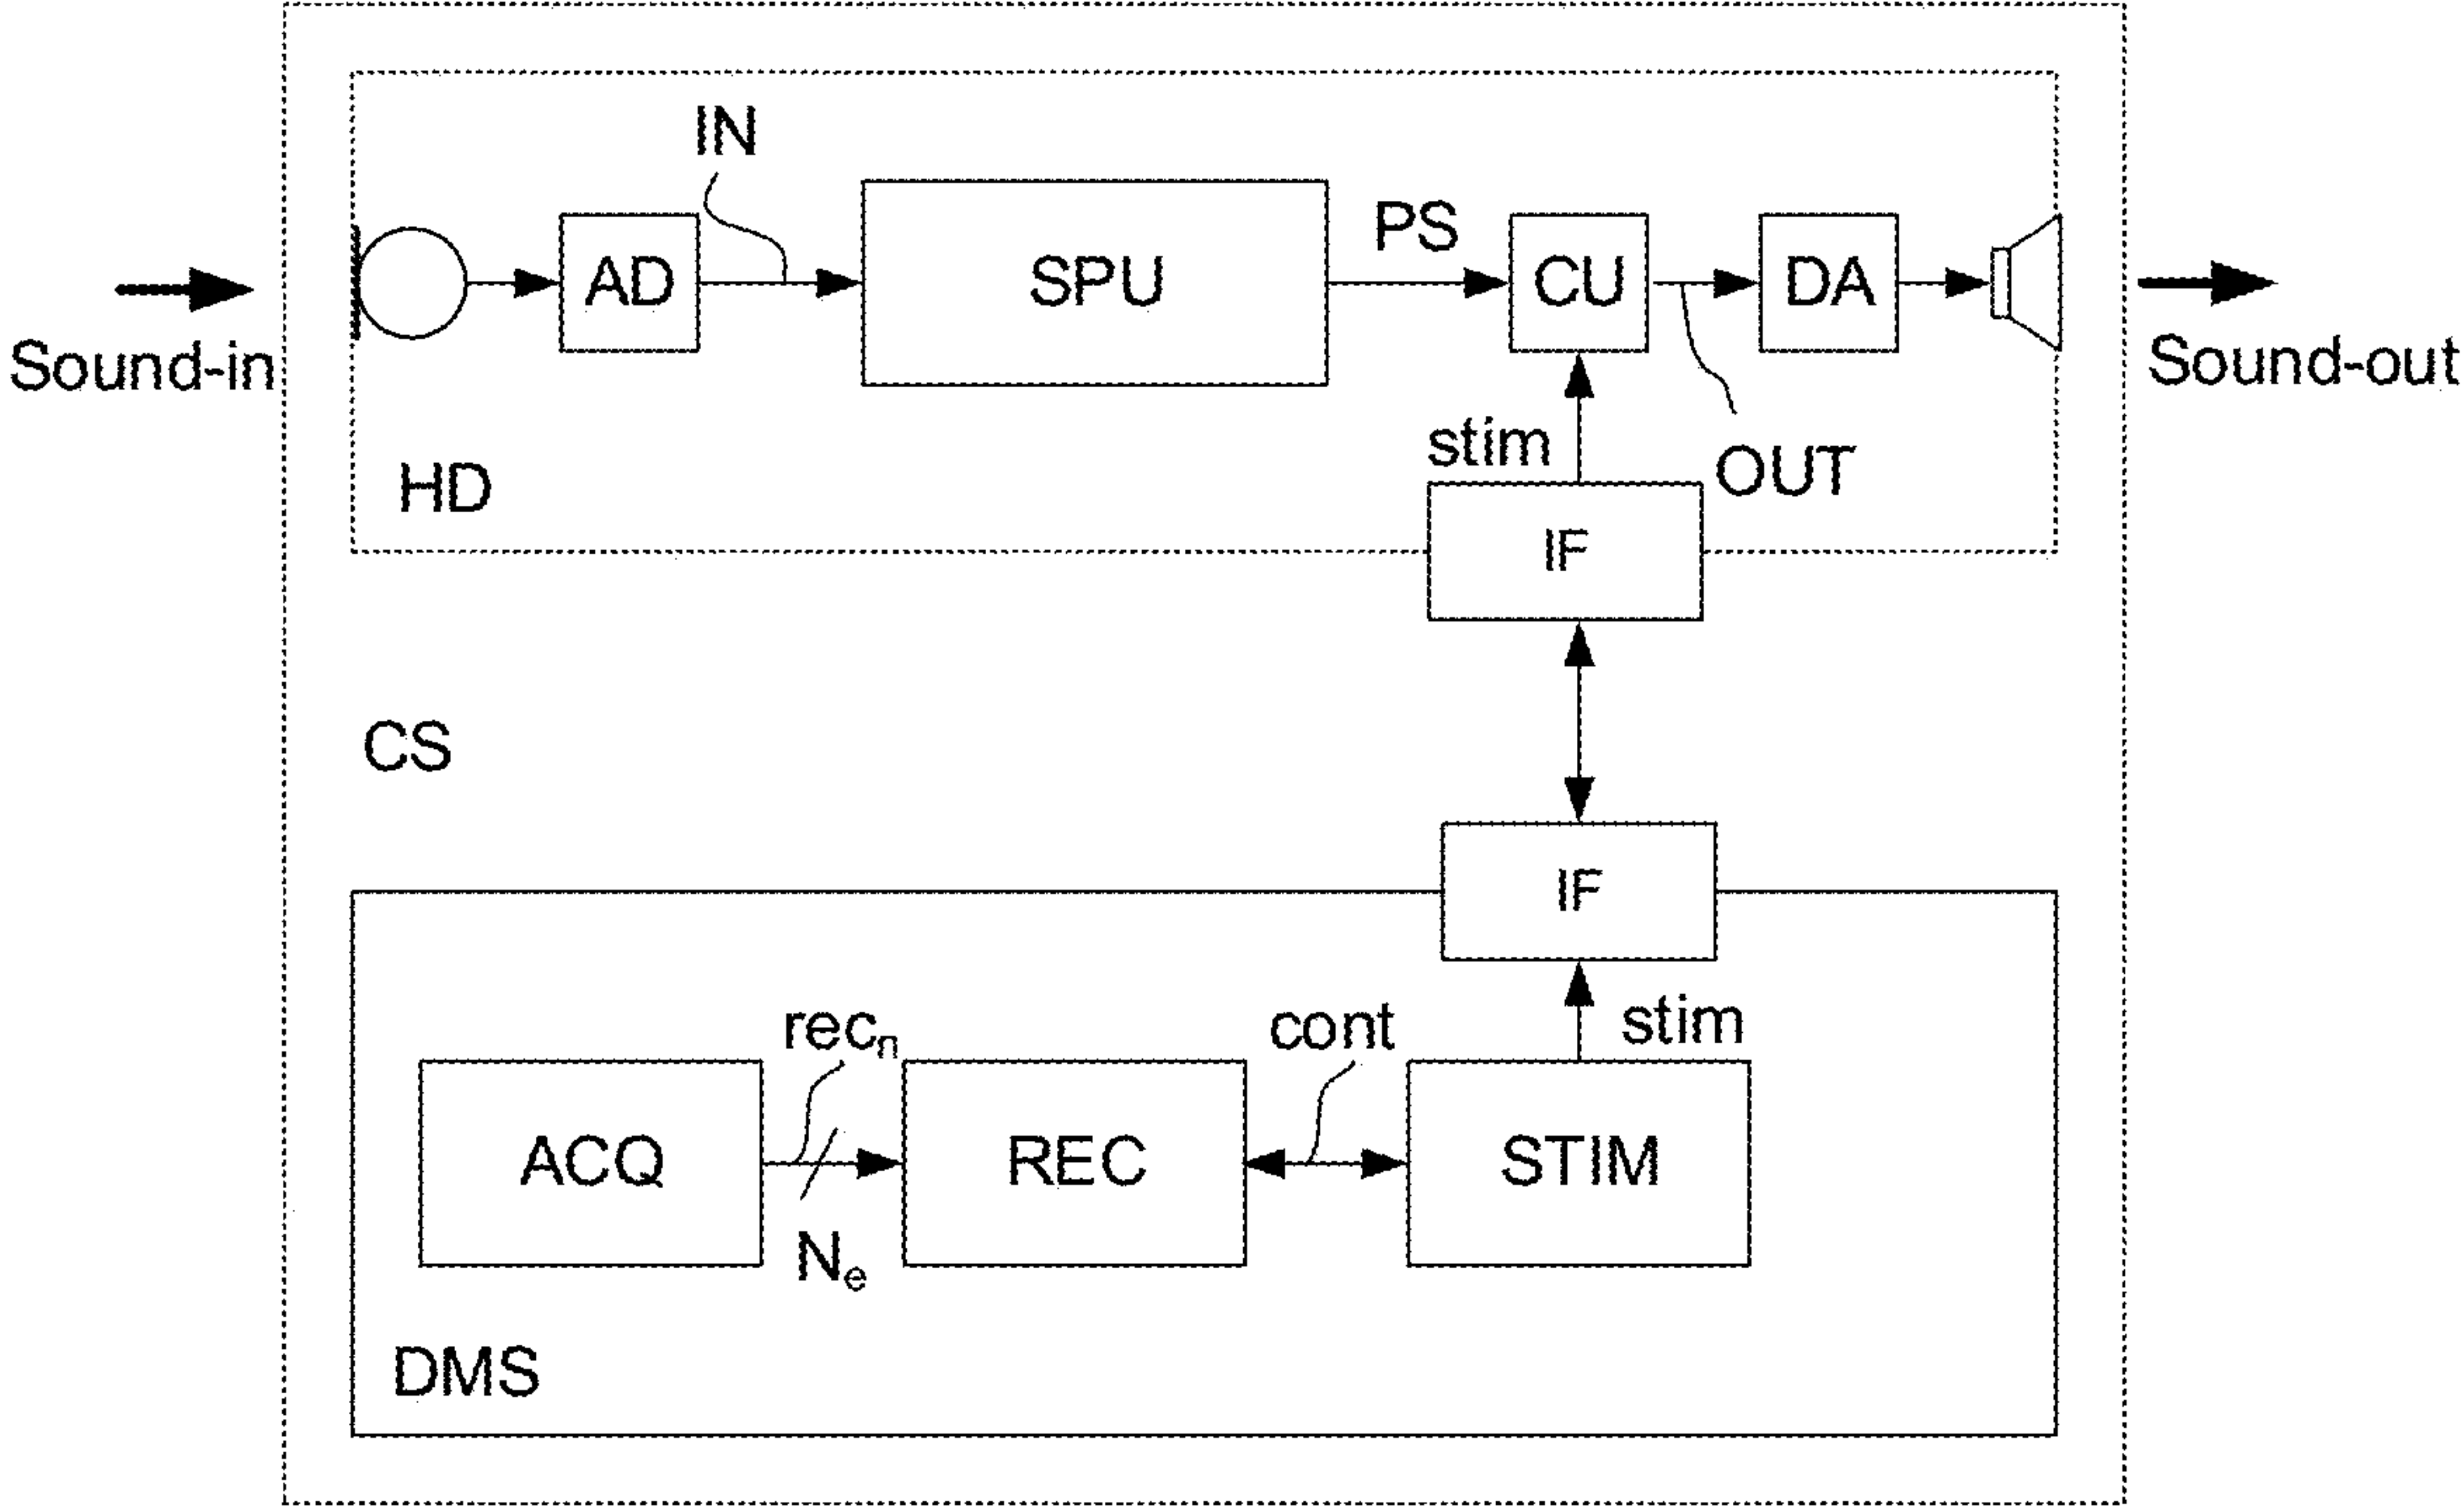 IN
PS
AD
SPU
CU
DA
Sound-in
Sound-out
stim
OUT
HD
IF
CS
IF
recn
cont
stim
ACQ
REC
STIM
Ne
DMS